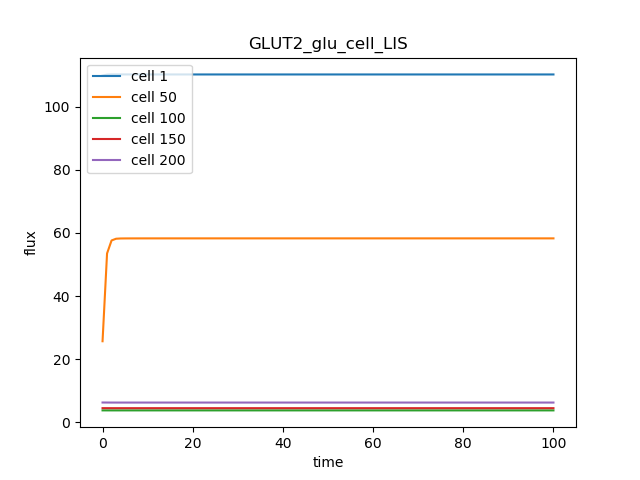 GLUT2_glu_cell_LIS
cell 1
cell 50
cell 100
cell 150
cell 200
flux
100
80
60
40
20
0
0 20 40 60 80 100
time